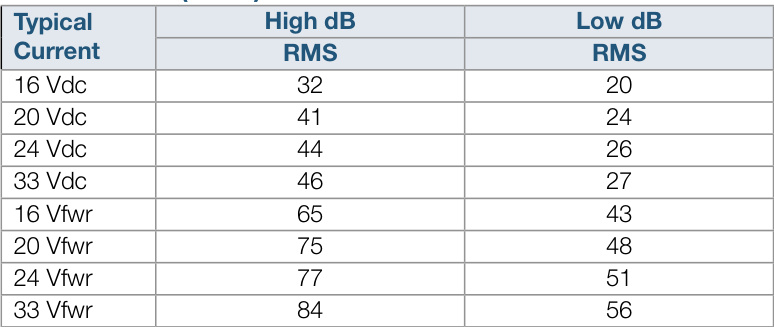 Typical Current High dB Low dB
RMS RMS
16 Vdc 32 20
20 Vdc 41 24
24 Vdc 44 26
33 Vdc 46 27
16 Vfwr 65 43
20 Vfwr 75 48
24 Vfwr 77 51
33 Vfwr 84 56